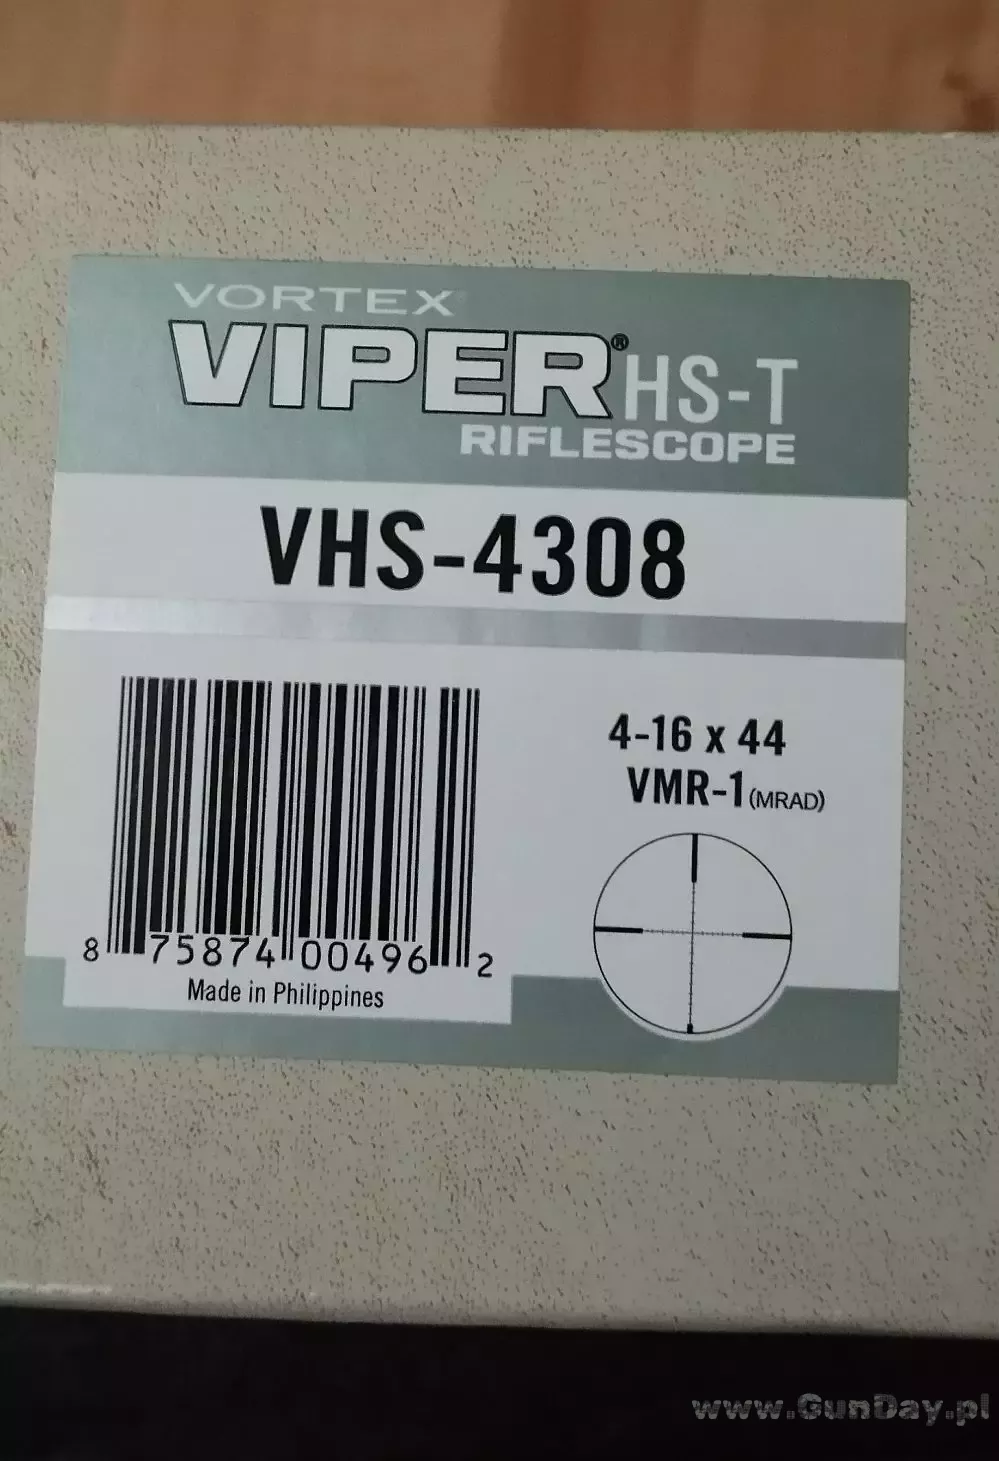 VORTEX
VIPER® HS-T
RIFLESCOPE
VHS-4308
4-16 x 44
VMR-1 (MRAD)
8 75874 00496 2
Made in Philippines
www.GunDay.pl